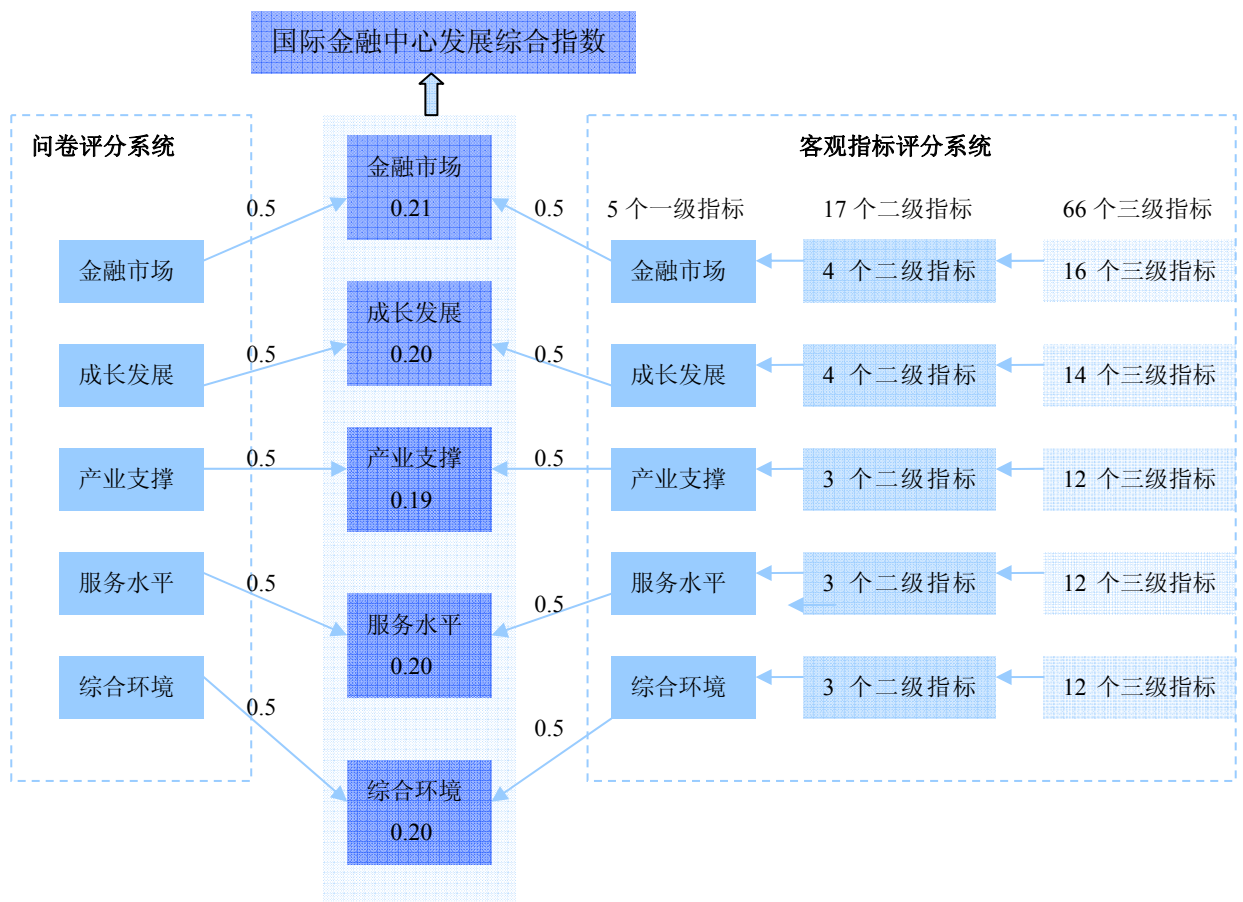 国际金融中心发展综合指数
问卷评分系统
金融市场
成长发展
产业支撑
服务水平
综合环境
0.5
0.5
0.5
0.5
0.5
金融市场
0.21
成长发展
0.20
产业支撑
0.19
服务水平
0.20
综合环境
0.20
0.5
0.5
0.5
0.5
0.5
客观指标评分系统
5 个一级指标 17 个二级指标 66 个三级指标
金融市场 4 个二级指标 16 个三级指标
成长发展 4 个二级指标 14 个三级指标
产业支撑 3 个二级指标 12 个三级指标
服务水平 3 个二级指标 12 个三级指标
综合环境 3 个二级指标 12 个三级指标